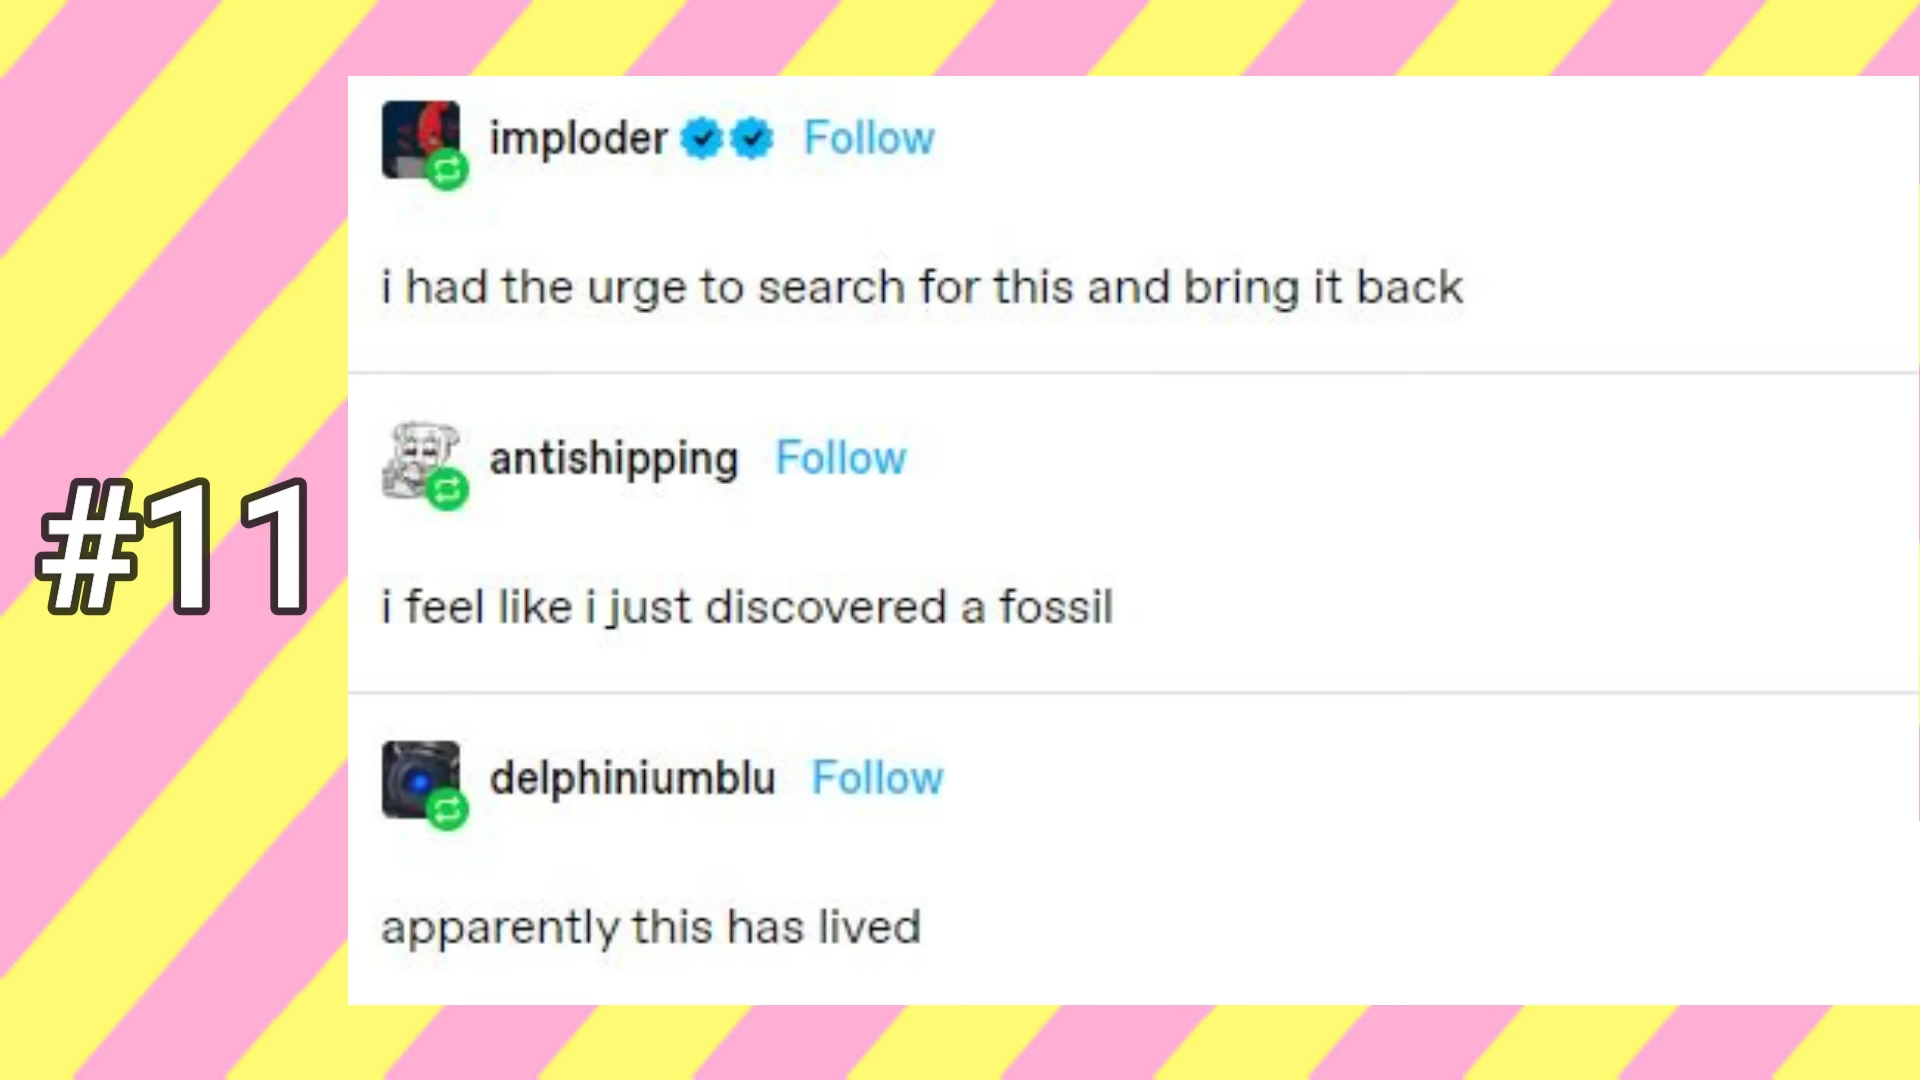 #11
imploder Follow
i had the urge to search for this and bring it back
antishipping Follow
i feel like i just discovered a fossil
delphiniumblu Follow
apparently this has lived